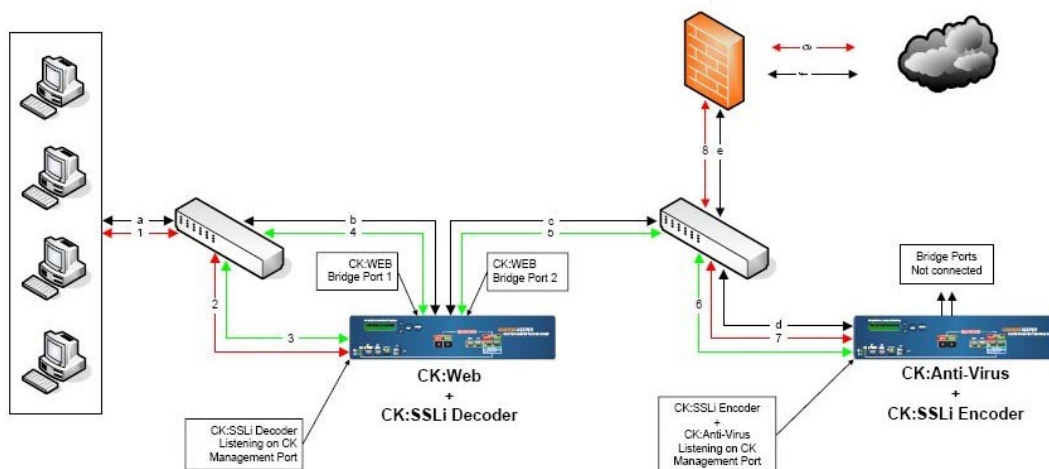 g
f
8
e
a
1
b
4
c
5
CK:WEB
Bridge Port 1
CK:WEB
Bridge Port 2
Bridge Ports
Not connected
2
3
6
d
7
CK:Web
+
CK:SSLi Decoder
CK:Anti-Virus
+
CK:SSLi Encoder
CK:SSLi Decoder
Listening on CK
Management Port
CK:SSLi Encoder
+
CK:Anti-Virus
Listening on CK
Management Port